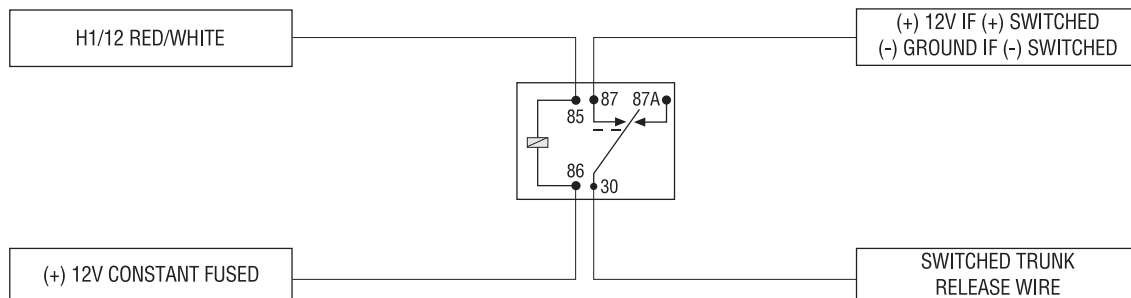 H1/12 RED/WHITE
(+) 12V IF (+) SWITCHED
(-) GROUND IF (-) SWITCHED
85
87
87A
86
30
(+) 12V CONSTANT FUSED
SWITCHED TRUNK
RELEASE WIRE